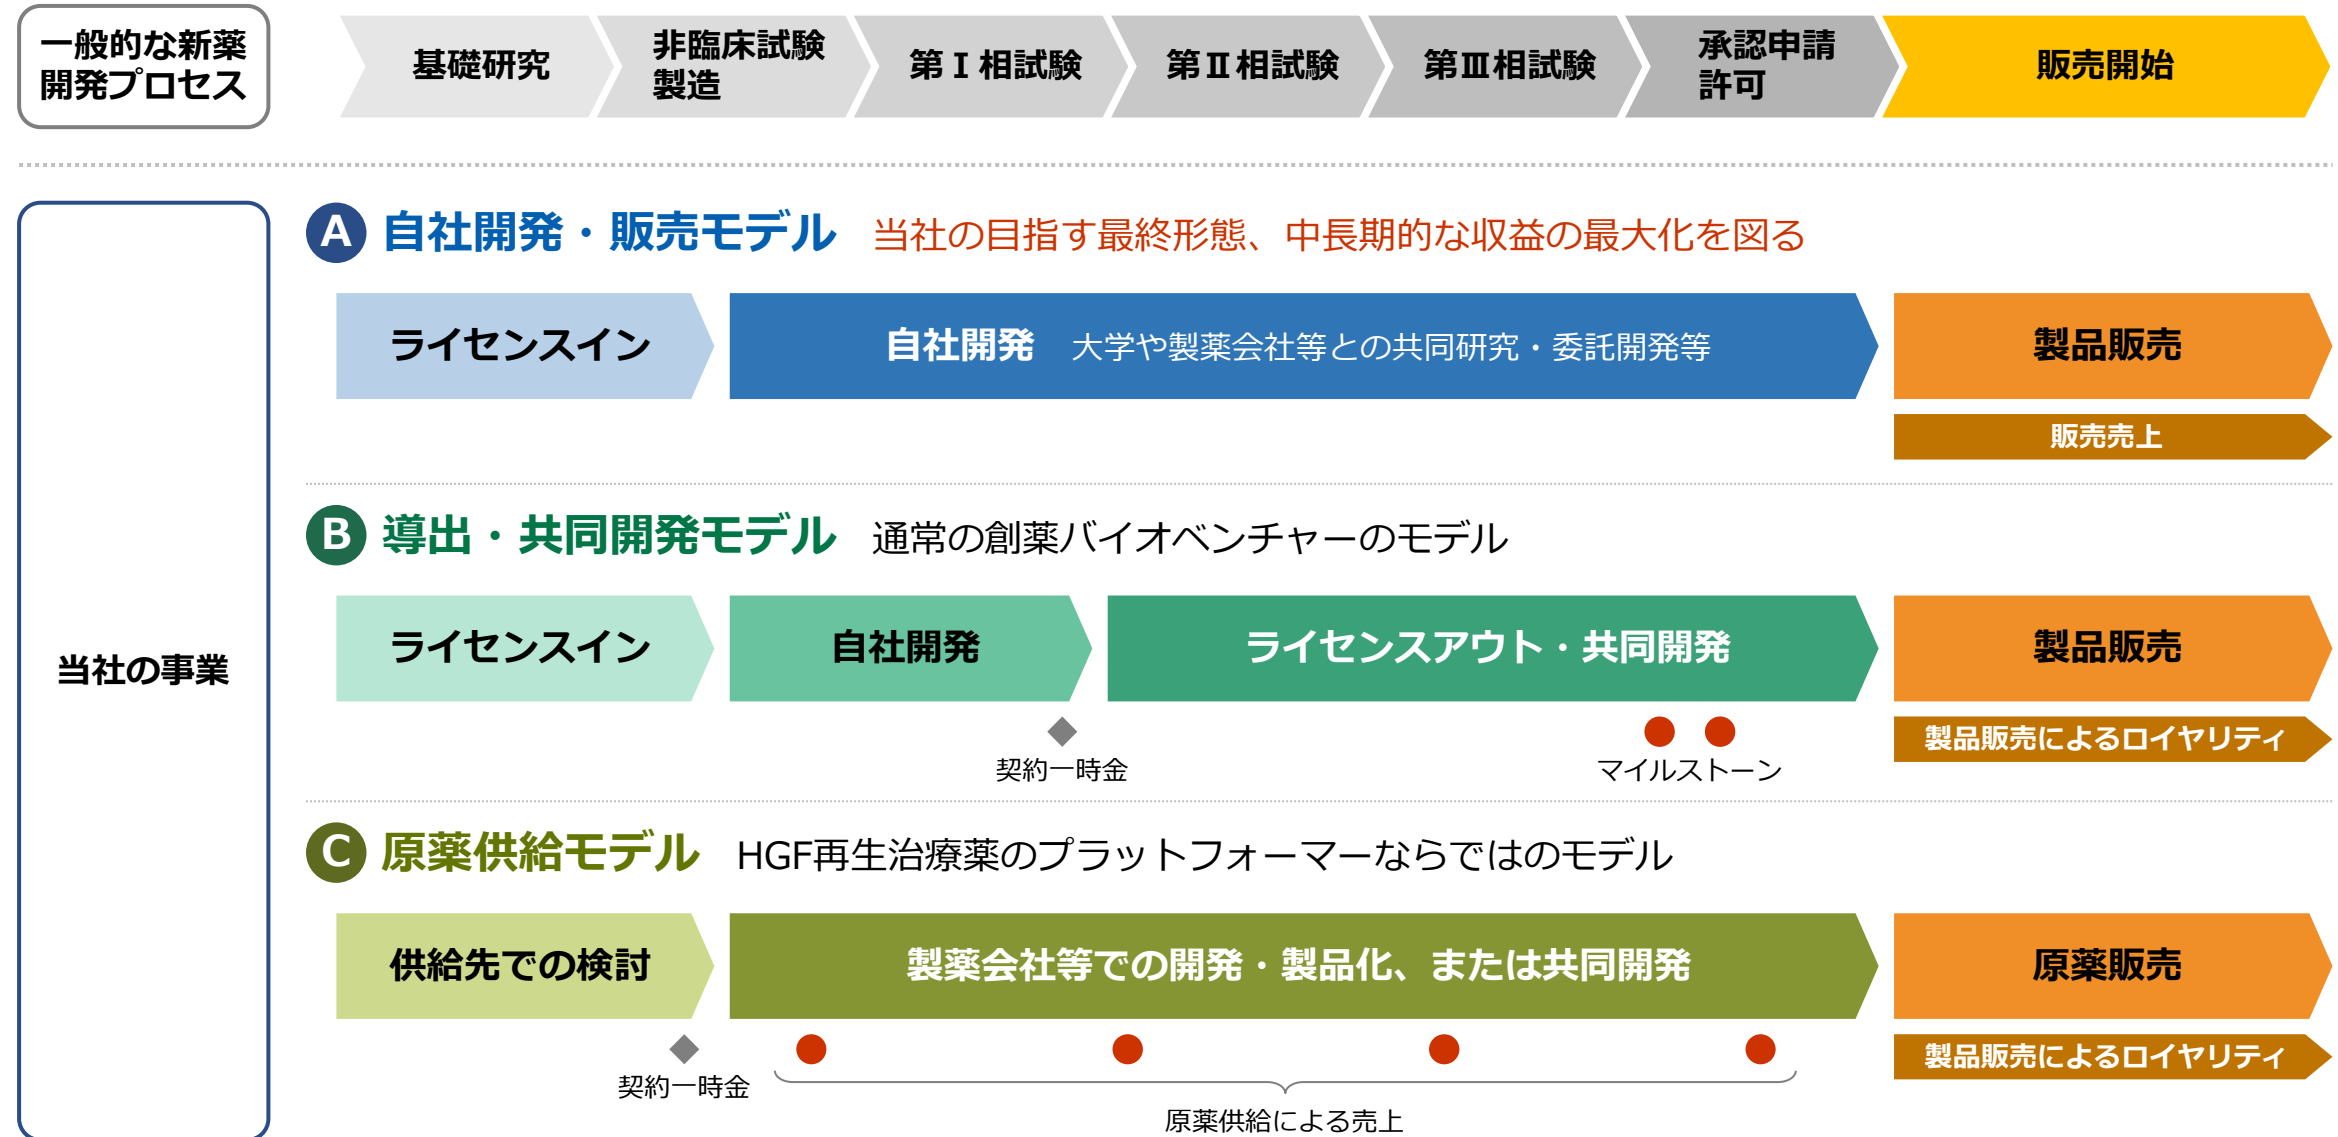 一般的な新薬
開発プロセス
基礎研究
非臨床試験
製造
第Ⅰ相試験
第Ⅱ相試験
第Ⅲ相試験
承認申請
許可
販売開始
当社の事業
A 自社開発・販売モデル 当社の目指す最終形態、中長期的な収益の最大化を図る
ライセンスイン
自社開発 大学や製薬会社等との共同研究・委託開発等
製品販売
販売売上
B 導出・共同開発モデル 通常の創薬バイオベンチャーのモデル
ライセンスイン
自社開発
ライセンスアウト・共同開発
製品販売
契約一時金
マイルストーン
製品販売によるロイヤリティ
C 原薬供給モデル HGF再生治療薬のプラットフォーマーならではのモデル
供給先での検討
製薬会社等での開発・製品化、または共同開発
原薬販売
契約一時金
原薬供給による売上
製品販売によるロイヤリティ